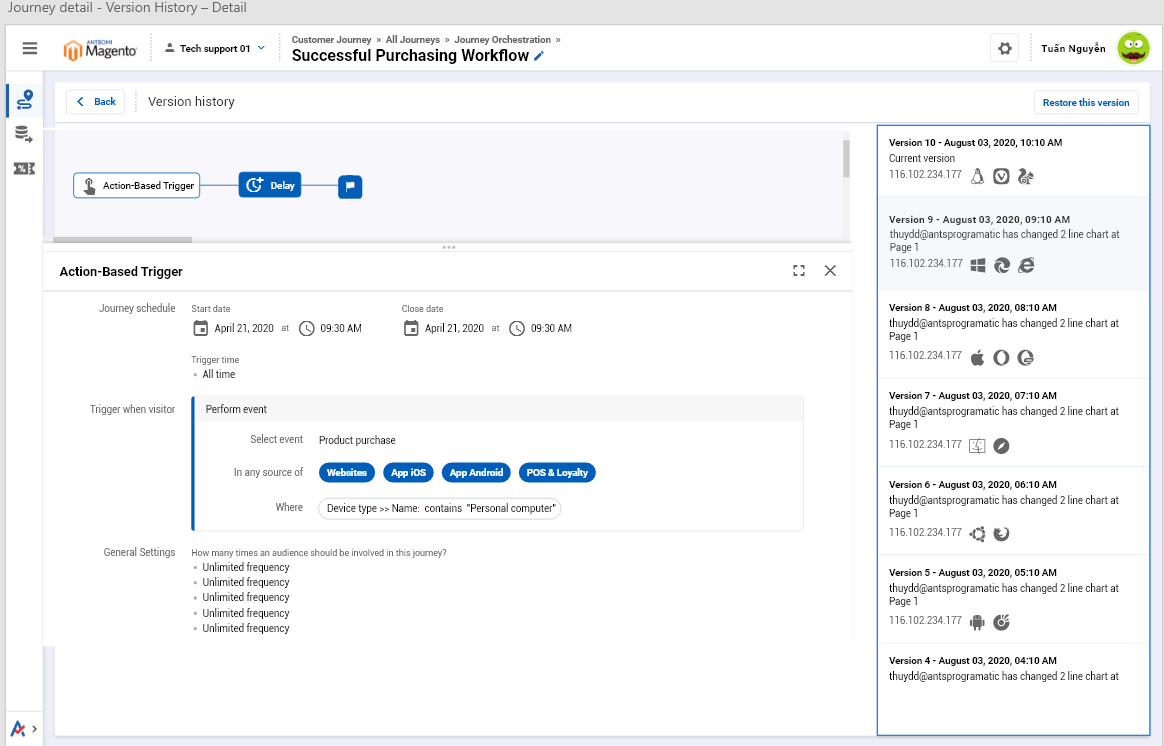 Journey detail - Version History – Detail
ANTSOMI
Magento
Tech support 01
Customer Journey » All Journeys » Journey Orchestration »
Successful Purchasing Workflow
Tuấn Nguyễn
Back
Version history
Restore this version
Action-Based Trigger
Delay
Action-Based Trigger
Journey schedule
Start date
Close date
April 21, 2020 at 09:30 AM
April 21, 2020 at 09:30 AM
Trigger time
All time
Trigger when visitor
Perform event
Select event
Product purchase
In any source of
Websites
App iOS
App Android
POS & Loyalty
Where
Device type >> Name: contains "Personal computer"
General Settings
How many times an audience should be involved in this journey?
Unlimited frequency
Unlimited frequency
Unlimited frequency
Unlimited frequency
Unlimited frequency
Version 10 - August 03, 2020, 10:10 AM
Current version
116.102.234.177
Version 9 - August 03, 2020, 09:10 AM
thuydd@antsprogramatic has changed 2 line chart at
Page 1
116.102.234.177
Version 8 - August 03, 2020, 08:10 AM
thuydd@antsprogramatic has changed 2 line chart at
Page 1
116.102.234.177
Version 7 - August 03, 2020, 07:10 AM
thuydd@antsprogramatic has changed 2 line chart at
Page 1
116.102.234.177
Version 6 - August 03, 2020, 06:10 AM
thuydd@antsprogramatic has changed 2 line chart at
Page 1
116.102.234.177
Version 5 - August 03, 2020, 05:10 AM
thuydd@antsprogramatic has changed 2 line chart at
Page 1
116.102.234.177
Version 4 - August 03, 2020, 04:10 AM
thuydd@antsprogramatic has changed 2 line chart at